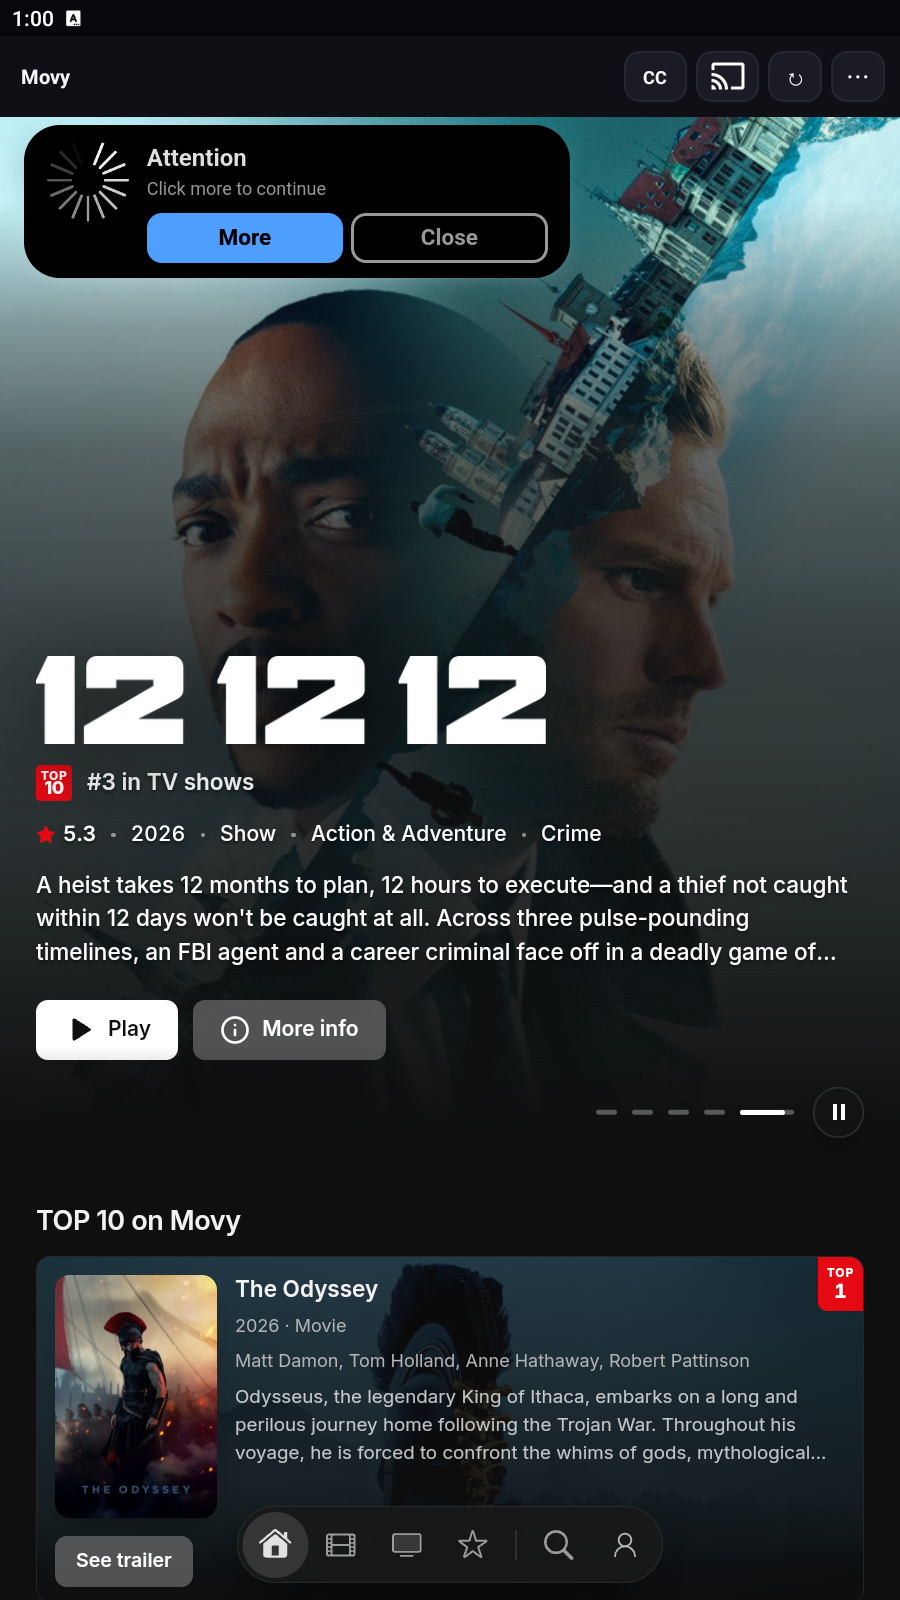 1:00 A
Movy
CC
Attention
Click more to continue
More
Close
12 12 12
TOP
10
#3 in TV shows
5.3 • 2026 • Show • Action & Adventure • Crime
A heist takes 12 months to plan, 12 hours to execute—and a thief not caught
within 12 days won't be caught at all. Across three pulse-pounding
timelines, an FBI agent and a career criminal face off in a deadly game of...
Play
More info
TOP 10 on Movy
The Odyssey
TOP
1
2026 · Movie
Matt Damon, Tom Holland, Anne Hathaway, Robert Pattinson
Odysseus, the legendary King of Ithaca, embarks on a long and
perilous journey home following the Trojan War. Throughout his
voyage, he is forced to confront the whims of gods, mythological...
THE ODYSSEY
See trailer